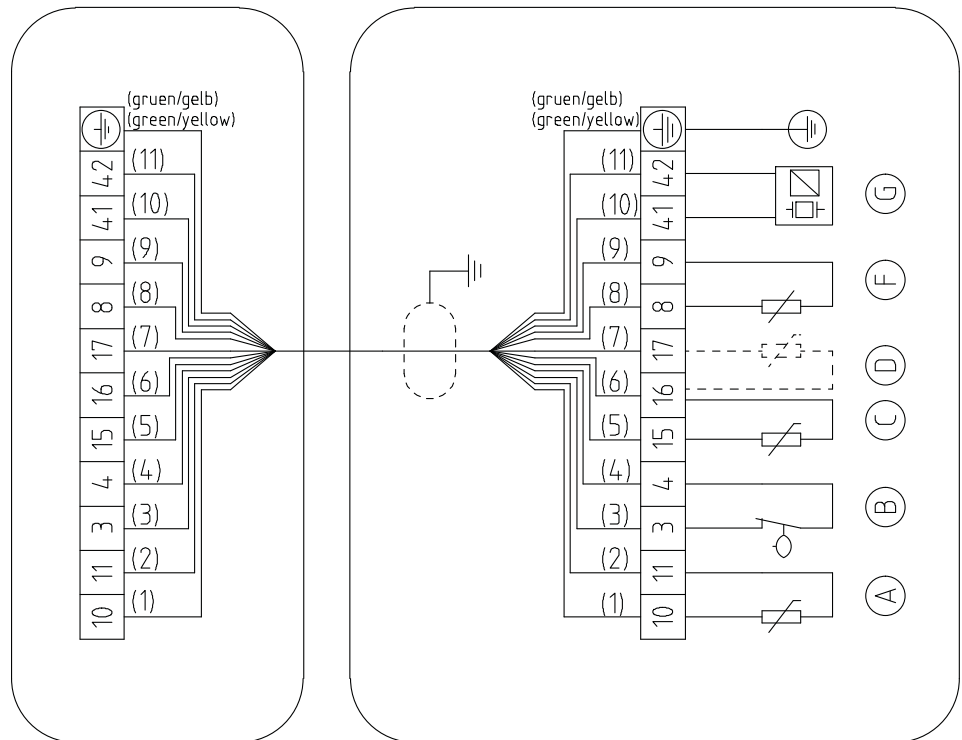 (gruen/gelb)
(green/yellow)
42 (11)
41 (10)
9 (9)
8 (8)
17 (7)
16 (6)
15 (5)
4 (4)
3 (3)
11 (2)
10 (1)
(gruen/gelb)
(green/yellow)
(11) 42
(10) 41
(9) 9
(8) 8
(7) 17
(6) 16
(5) 15
(4) 4
(3) 3
(2) 11
(1) 10
G
F
D
C
B
A